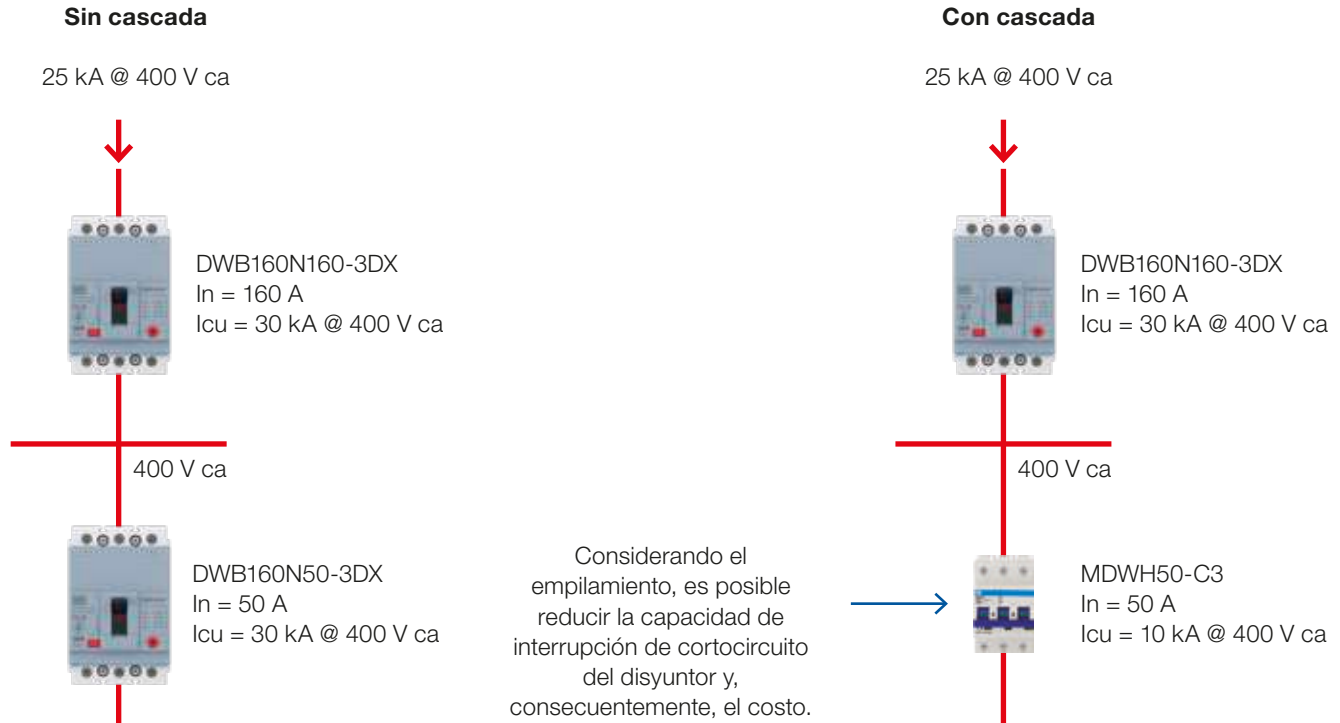 Sin cascada
25 kA @ 400 V ca
DWB160N160-3DX
In = 160 A
Icu = 30 kA @ 400 V ca
400 V ca
DWB160N50-3DX
In = 50 A
Icu = 30 kA @ 400 V ca
Considerando el
empilamiento, es posible
reducir la capacidad de
interrupción de cortocircuito
del disyuntor y,
consecuentemente, el costo.
Con cascada
25 kA @ 400 V ca
DWB160N160-3DX
In = 160 A
Icu = 30 kA @ 400 V ca
400 V ca
MDWH50-C3
In = 50 A
Icu = 10 kA @ 400 V ca